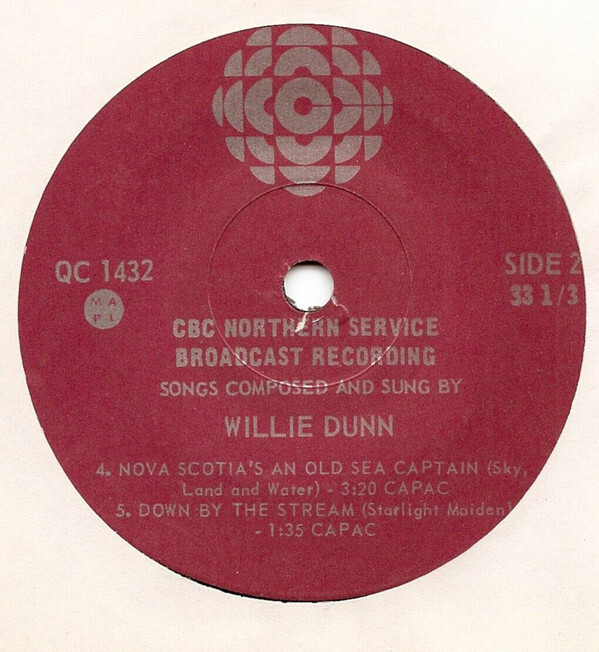 QC 1432
SIDE 2
33 1/3
M A
P L
CBC NORTHERN SERVICE
BROADCAST RECORDING
SONGS COMPOSED AND SUNG BY
WILLIE DUNN
4. NOVA SCOTIA'S AN OLD SEA CAPTAIN (Sky,
Land and Water) - 3:20 CAPAC
5. DOWN BY THE STREAM (Starlight Maiden)
- 1:35 CAPAC